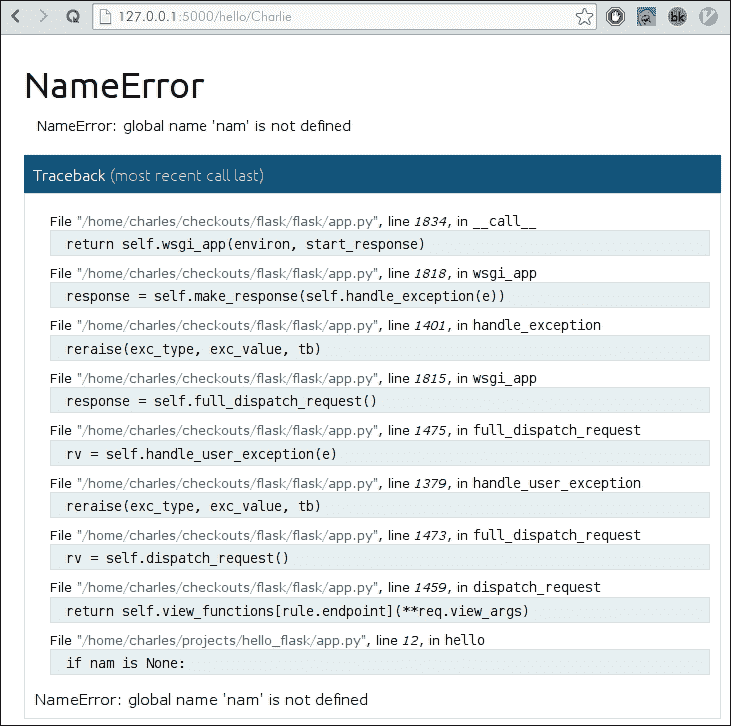 127.0.0.1:5000/hello/Charlie
bk
NameError
NameError: global name 'nam' is not defined
Traceback (most recent call last)
File "/home/charles/checkouts/flask/flask/app.py", line 1834, in __call__
return self.wsgi_app(environ, start_response)
File "/home/charles/checkouts/flask/flask/app.py", line 1818, in wsgi_app
response = self.make_response(self.handle_exception(e))
File "/home/charles/checkouts/flask/flask/app.py", line 1401, in handle_exception
reraise(exc_type, exc_value, tb)
File "/home/charles/checkouts/flask/flask/app.py", line 1815, in wsgi_app
response = self.full_dispatch_request()
File "/home/charles/checkouts/flask/flask/app.py", line 1475, in full_dispatch_request
rv = self.handle_user_exception(e)
File "/home/charles/checkouts/flask/flask/app.py", line 1379, in handle_user_exception
reraise(exc_type, exc_value, tb)
File "/home/charles/checkouts/flask/flask/app.py", line 1473, in full_dispatch_request
rv = self.dispatch_request()
File "/home/charles/checkouts/flask/flask/app.py", line 1459, in dispatch_request
return self.view_functions[rule.endpoint](**req.view_args)
File "/home/charles/projects/hello_flask/app.py", line 12, in hello
if nam is None:
NameError: global name 'nam' is not defined